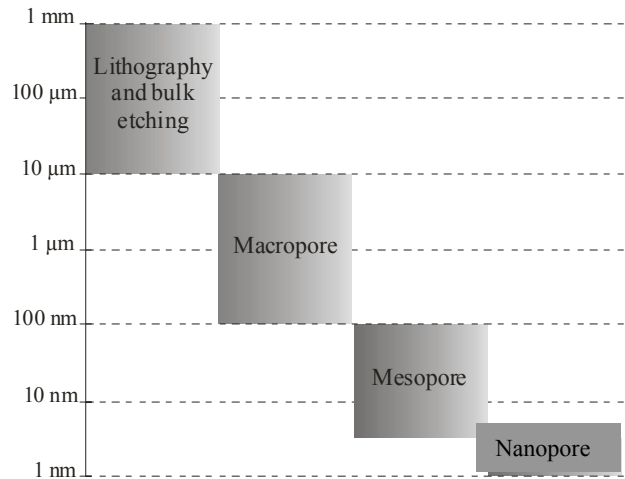 1 mm
Lithography
and bulk
etching
100 μm
10 μm
Macropore
1 μm
100 nm
Mesopore
10 nm
Nanopore
1 nm